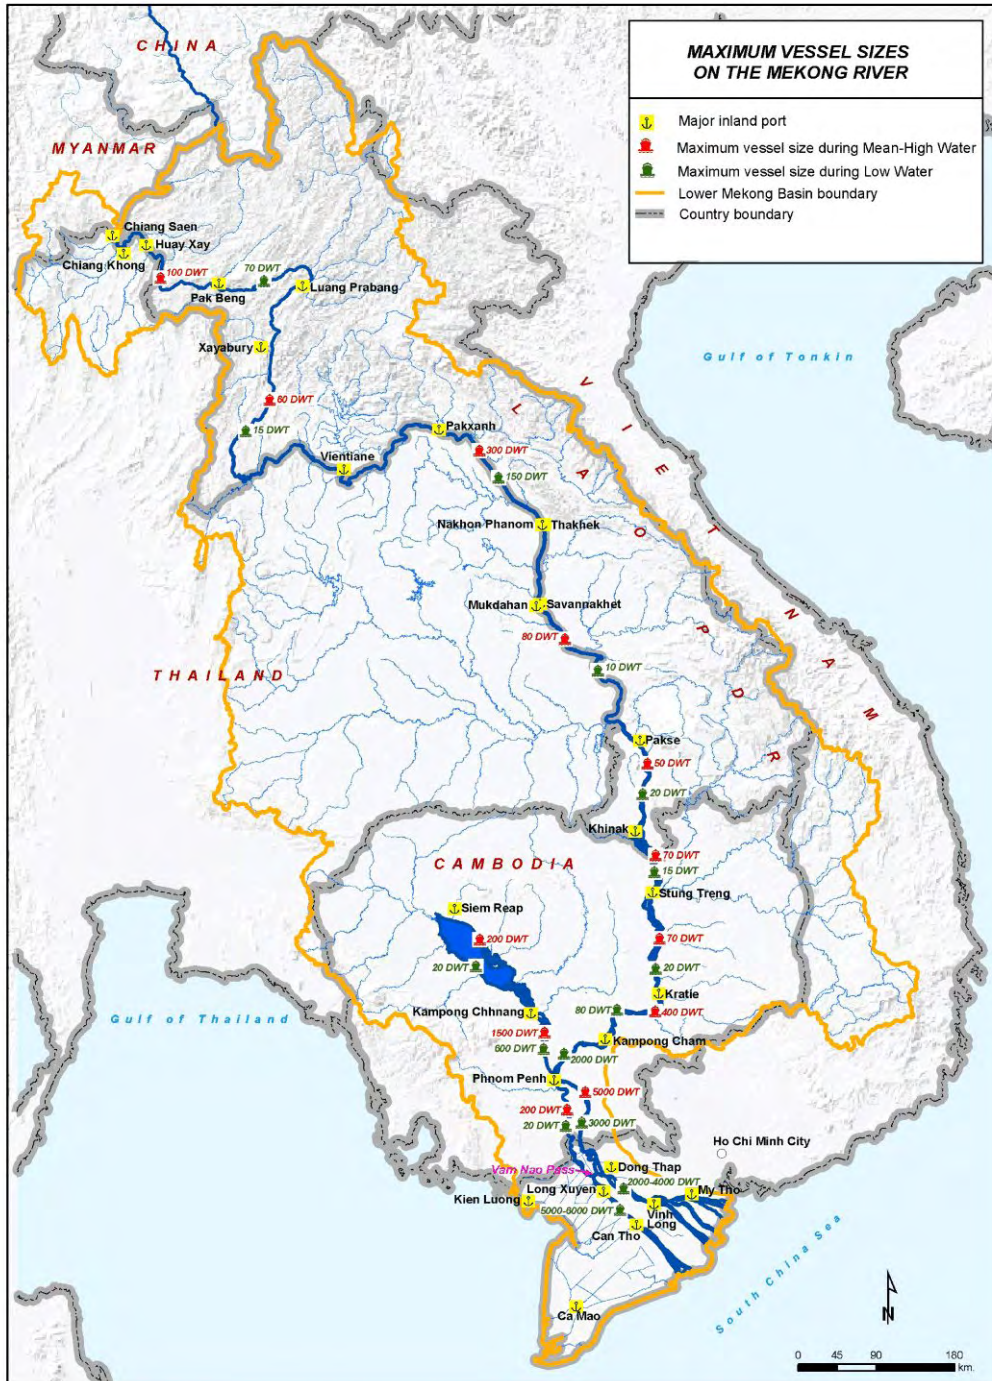 MAXIMUM VESSEL SIZES
ON THE MEKONG RIVER
Major inland port
Maximum vessel size during Mean-High Water
Maximum vessel size during Low Water
Lower Mekong Basin boundary
Country boundary
CHINA
MYANMAR
Chiang Saen
Huay Xay
Chiang Khong
100 DWT
70 DWT
Pak Beng
Luang Prabang
Xayabury
Gulf of Tonkin
60 DWT
15 DWT
Pakxanh
Vientiane
300 DWT
150 DWT
VIETNAM
LAO PDR
Nakhon Phanom
Thakhek
Mukdahan
Savannakhet
80 DWT
10 DWT
THAILAND
Pakse
50 DWT
20 DWT
Khinak
CAMBODIA
70 DWT
15 DWT
Stung Treng
Siem Reap
200 DWT
70 DWT
20 DWT
20 DWT
Kratie
Gulf of Thailand
Kampong Chhnang
80 DWT
400 DWT
1500 DWT
600 DWT
Kampong Cham
2000 DWT
Phnom Penh
5000 DWT
200 DWT
20 DWT
3000 DWT
Ho Chi Minh City
Vam Nao Pass
Dong Thap
2000-4000 DWT
Long Xuyen
My Tho
Kien Luong
5000-6000 DWT
Vinh
Long
Can Tho
South China Sea
Ca Mao
N
0 45 90 180
km.